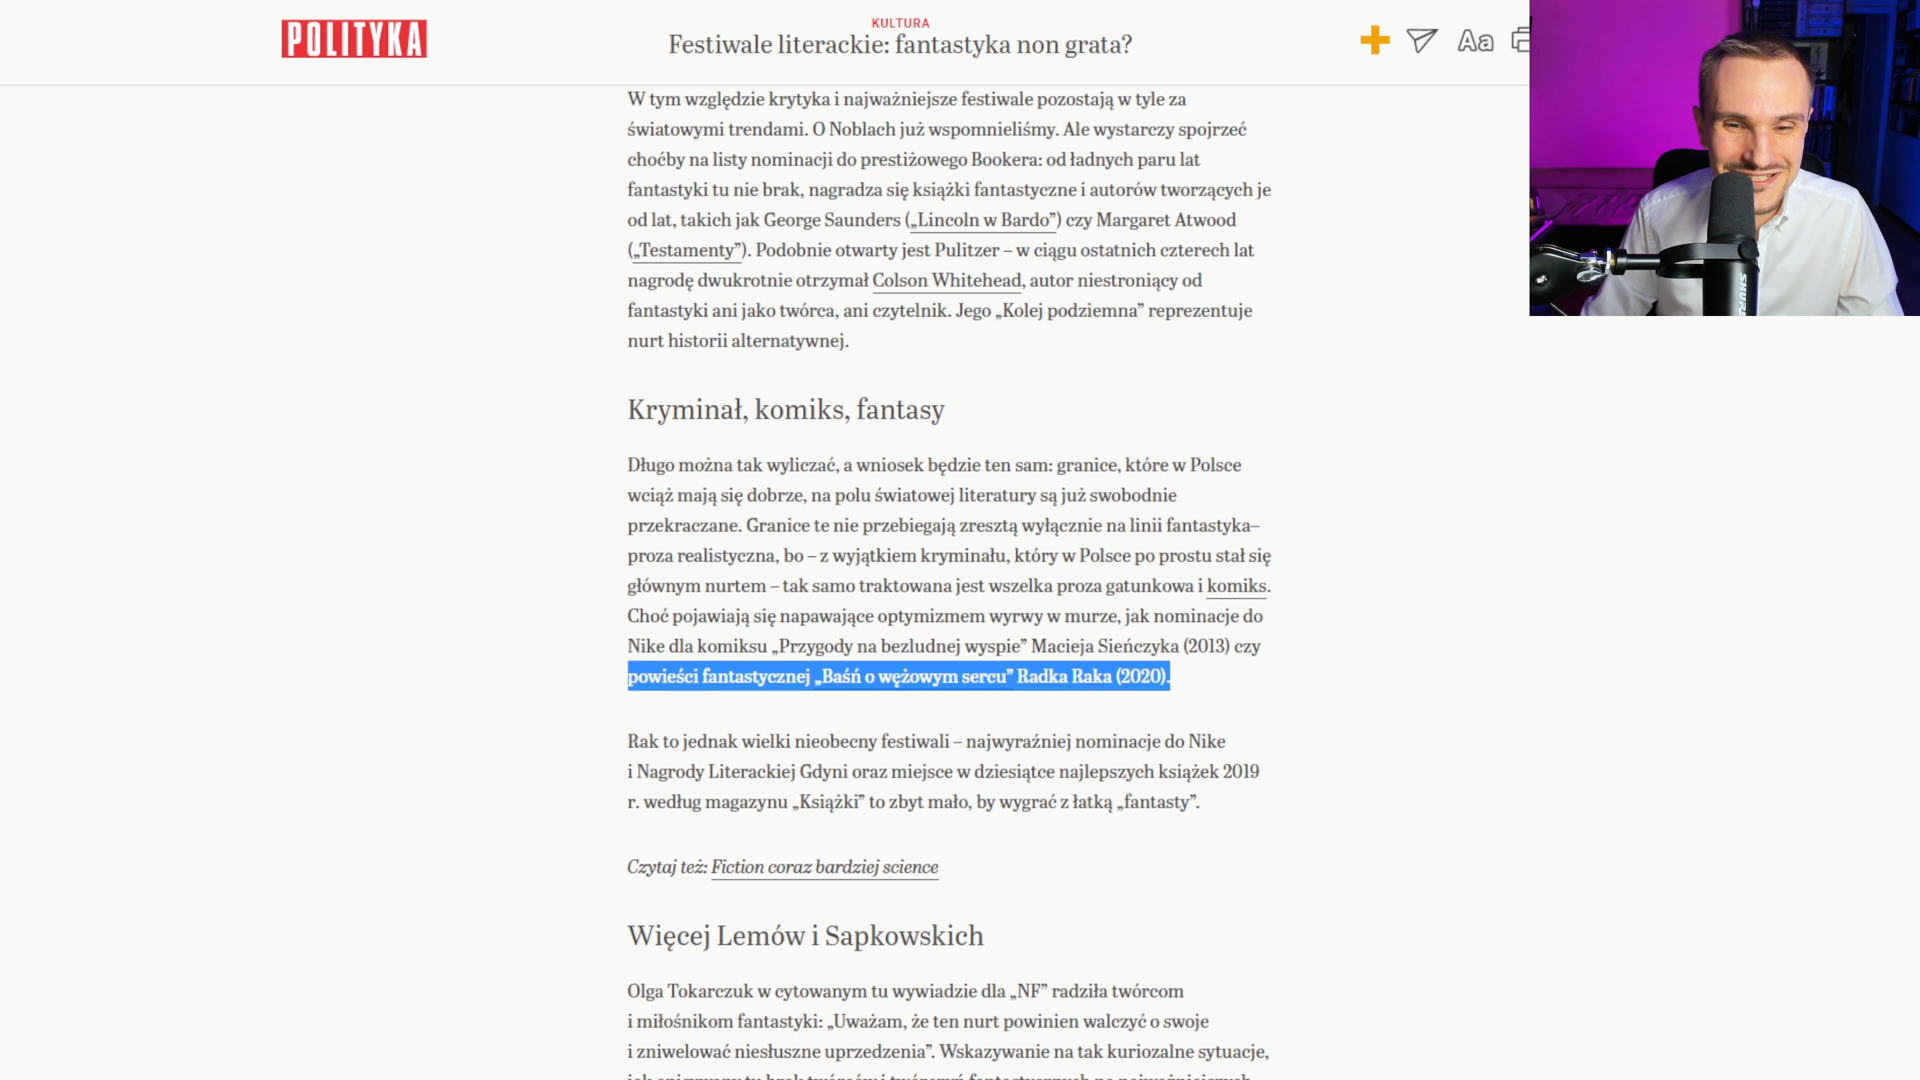 POLITYKA
KULTURA
Festiwale literackie: fantastyka non grata?
Aa
W tym względzie krytyka i najważniejsze festiwale pozostają w tyle za
światowymi trendami. O Noblach już wspomnieliśmy. Ale wystarczy spojrzeć
choćby na listy nominacji do prestiżowego Bookera: od ładnych paru lat
fantastyki tu nie brak, nagradza się książki fantastyczne i autorów tworzących je
od lat, takich jak George Saunders („Lincoln w Bardo”) czy Margaret Atwood
(„Testamenty”). Podobnie otwarty jest Pulitzer – w ciągu ostatnich czterech lat
nagrodę dwukrotnie otrzymał Colson Whitehead, autor niestroniący od
fantastyki ani jako twórca, ani czytelnik. Jego „Kolej podziemna” reprezentuje
nurt historii alternatywnej.
Kryminał, komiks, fantasy
Długo można tak wyliczać, a wniosek będzie ten sam: granice, które w Polsce
wciąż mają się dobrze, na polu światowej literatury są już swobodnie
przekraczane. Granice te nie przebiegają zresztą wyłącznie na linii fantastyka–
proza realistyczna, bo – z wyjątkiem kryminału, który w Polsce po prostu stał się
głównym nurtem – tak samo traktowana jest wszelka proza gatunkowa i komiks.
Choć pojawiają się napawające optymizmem wyrwy w murze, jak nominacje do
Nike dla komiksu „Przygody na bezludnej wyspie” Macieja Sieńczyka (2013) czy
powieści fantastycznej „Baśń o wężowym sercu” Radka Raka (2020).
Rak to jednak wielki nieobecny festiwali – najwyraźniej nominacje do Nike
i Nagrody Literackiej Gdyni oraz miejsce w dziesiątce najlepszych książek 2019
r. według magazynu „Książki” to zbyt mało, by wygrać z łatką „fantasty”.
Czytaj też: Fiction coraz bardziej science
Więcej Lemów i Sapkowskich
Olga Tokarczuk w cytowanym tu wywiadzie dla „NF” radziła twórcom
i miłośnikom fantastyki: „Uważam, że ten nurt powinien walczyć o swoje
i zniwelować niesłuszne uprzedzenia”. Wskazywanie na tak kuriozalne sytuacje,